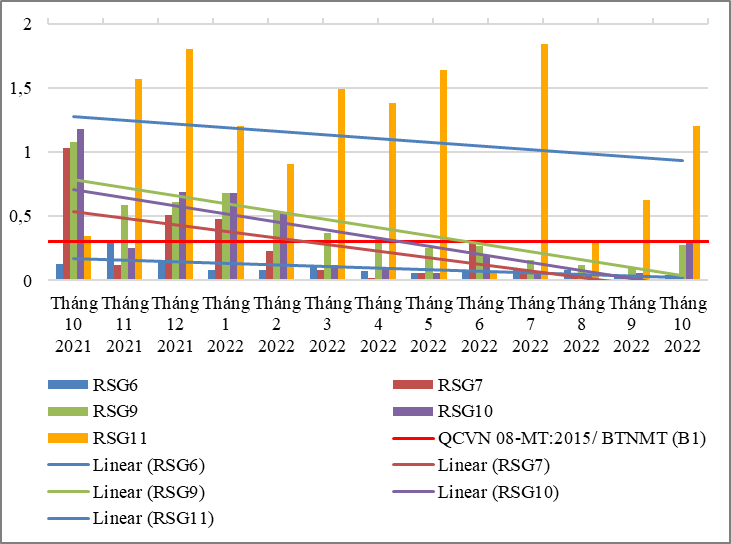 2
1,5
1
0,5
0
Tháng Tháng Tháng Tháng Tháng Tháng Tháng Tháng Tháng Tháng Tháng Tháng Tháng
10 11 12 1 2 3 4 5 6 7 8 9 10
2021 2021 2021 2022 2022 2022 2022 2022 2022 2022 2022 2022 2022
RSG6 RSG7
RSG9 RSG10
RSG11 QCVN 08-MT:2015/ BTNMT (B1)
Linear (RSG6) Linear (RSG7)
Linear (RSG9) Linear (RSG10)
Linear (RSG11)